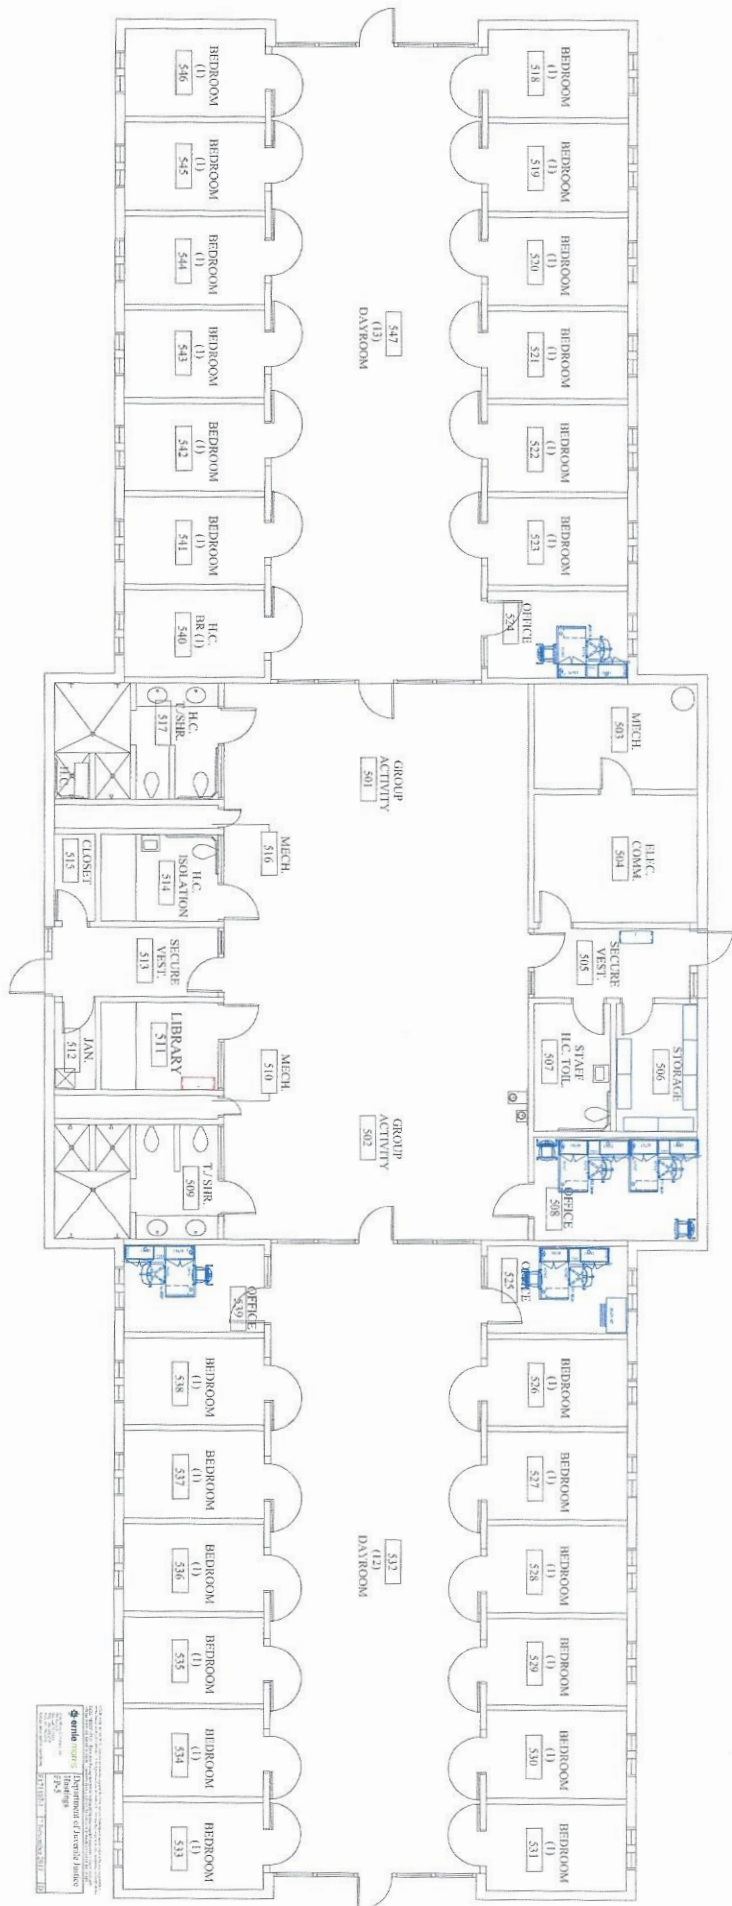 BEDROOM
(1)
546
BEDROOM
(1)
545
BEDROOM
(1)
544
BEDROOM
(1)
543
BEDROOM
(1)
542
BEDROOM
(1)
541
H.C.
BR (1)
540
547
(13)
DAYROOM
BEDROOM
(1)
518
BEDROOM
(1)
519
BEDROOM
(1)
520
BEDROOM
(1)
521
BEDROOM
(1)
522
BEDROOM
(1)
523
OFFICE
524
H.C.
T./SHR.
517
H.C.
MECH.
516
CLOSET
515
H.C.
ISOLATION
514
SECURE
VEST.
513
JAN.
512
LIBRARY
511
MECH.
510
T./ SHR.
509
GROUP
ACTIVITY
501
GROUP
ACTIVITY
502
MECH.
503
ELEC.
COMM.
504
SECURE
VEST.
505
STORAGE
506
STAFF
H.C. TOIL.
507
OFFICE
508
OFFICE
539
OFFICE
525
BEDROOM
(1)
538
BEDROOM
(1)
537
BEDROOM
(1)
536
BEDROOM
(1)
535
BEDROOM
(1)
534
BEDROOM
(1)
533
532
(12)
DAYROOM
BEDROOM
(1)
526
BEDROOM
(1)
527
BEDROOM
(1)
528
BEDROOM
(1)
529
BEDROOM
(1)
530
BEDROOM
(1)
531
ernie morris
Department of Juvenile Justice
Hastings
FP-5